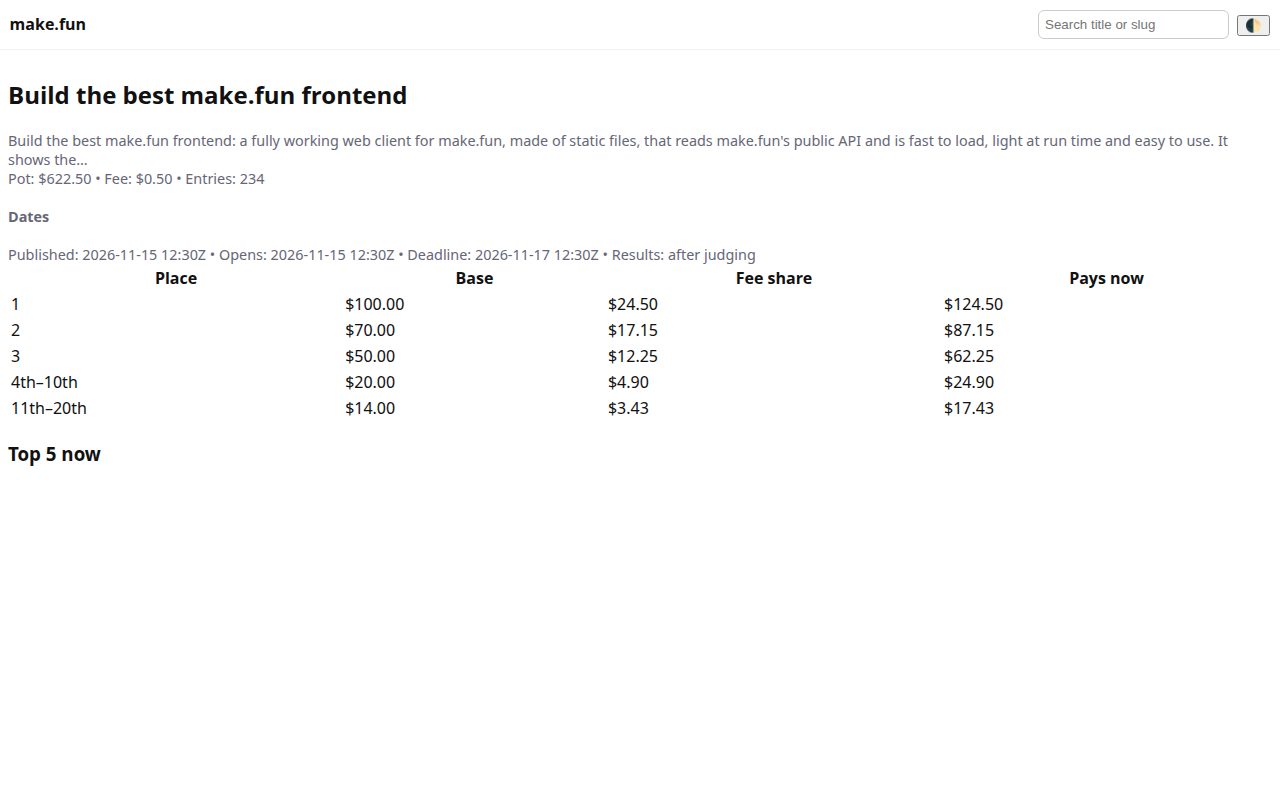 make.fun
Search title or slug
Build the best make.fun frontend
Build the best make.fun frontend: a fully working web client for make.fun, made of static files, that reads make.fun's public API and is fast to load, light at run time and easy to use. It
shows the…
Pot: $622.50 • Fee: $0.50 • Entries: 234
Dates
Published: 2026-11-15 12:30Z • Opens: 2026-11-15 12:30Z • Deadline: 2026-11-17 12:30Z • Results: after judging
Place Base Fee share Pays now
1 $100.00 $24.50 $124.50
2 $70.00 $17.15 $87.15
3 $50.00 $12.25 $62.25
4th–10th $20.00 $4.90 $24.90
11th–20th $14.00 $3.43 $17.43
Top 5 now